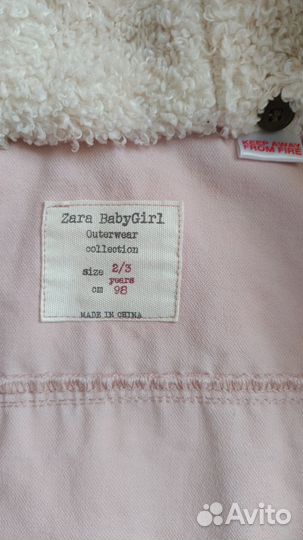 KEEP AWAY
FROM FIRE
Zara BabyGirl
Outerwear
collection
size 2/3
years
cm 98
MADE IN CHINA
Avito